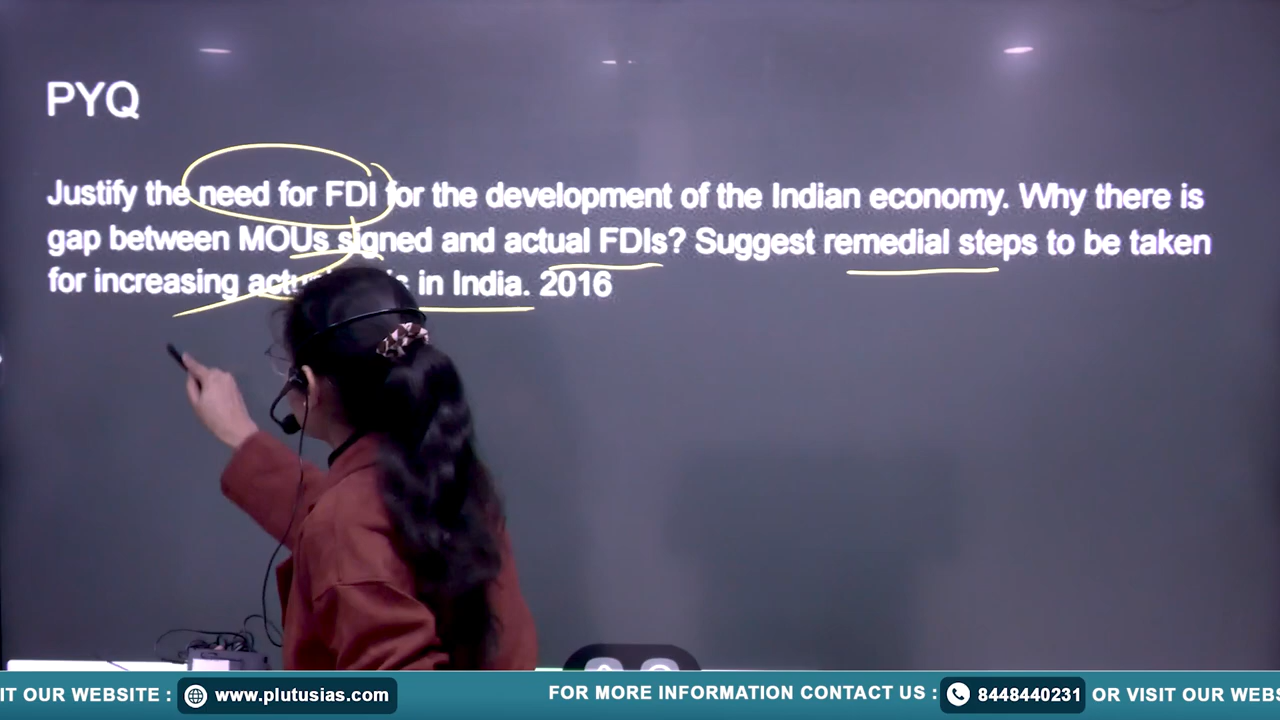 PYQ
Justify the need for FDI for the development of the Indian economy. Why there is
gap between MOUs signed and actual FDIs? Suggest remedial steps to be taken
for increasing in India. 2016
IT OUR WEBSITE : www.plutusias.com FOR MORE INFORMATION CONTACT US : 8448440231 OR VISIT OUR WEBS